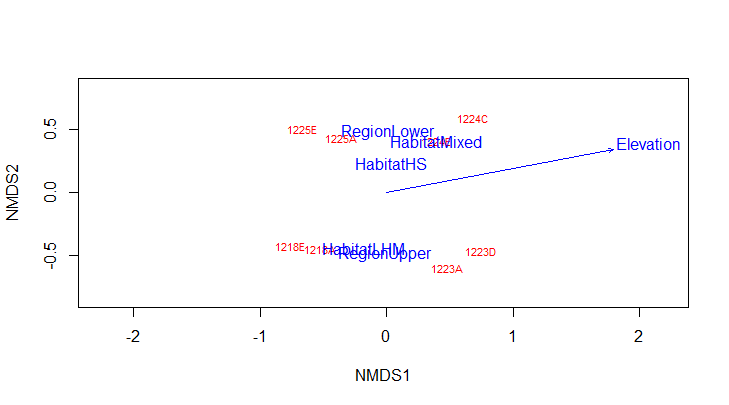 1224C
1225E
RegionLower
1225A
HabitatMixed
Elevation
HabitatHS
1218E
HabitatLHM
1223D
RegionUpper
1223A
0.5
0.0
-0.5
NMDS2
-2
-1
0
1
2
NMDS1